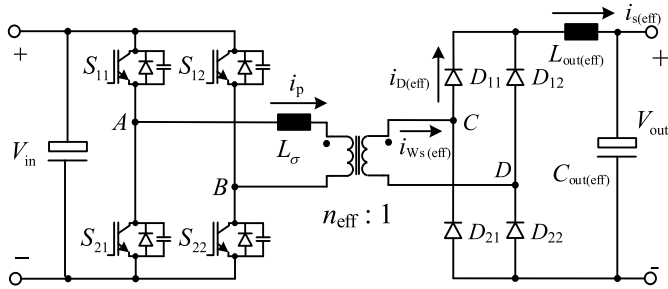 i_s(eff)
+
S_11
S_12
i_D(eff)
D_11
D_12
L_out(eff)
+
i_p
A
C
V_in
L_σ
i_Ws(eff)
V_out
B
D
C_out(eff)
n_eff : 1
S_21
S_22
D_21
D_22
−
-